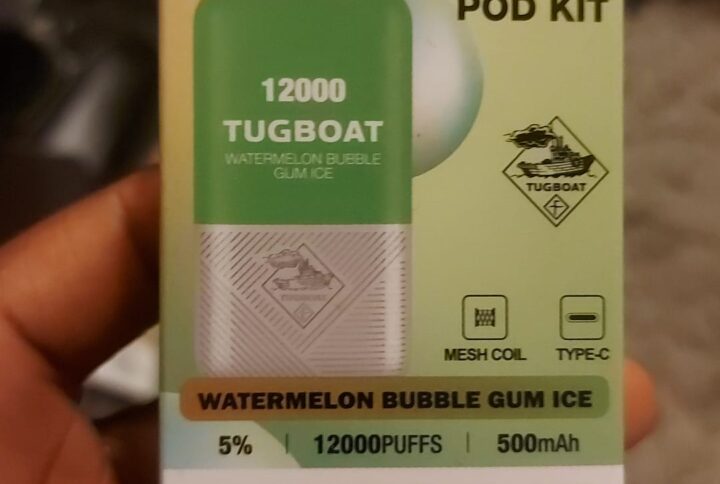 POD KIT
12000
TUGBOAT
WATERMELON BUBBLE
GUM ICE
TUGBOAT
MESH COIL
TYPE-C
WATERMELON BUBBLE GUM ICE
5% | 12000PUFFS | 500mAh